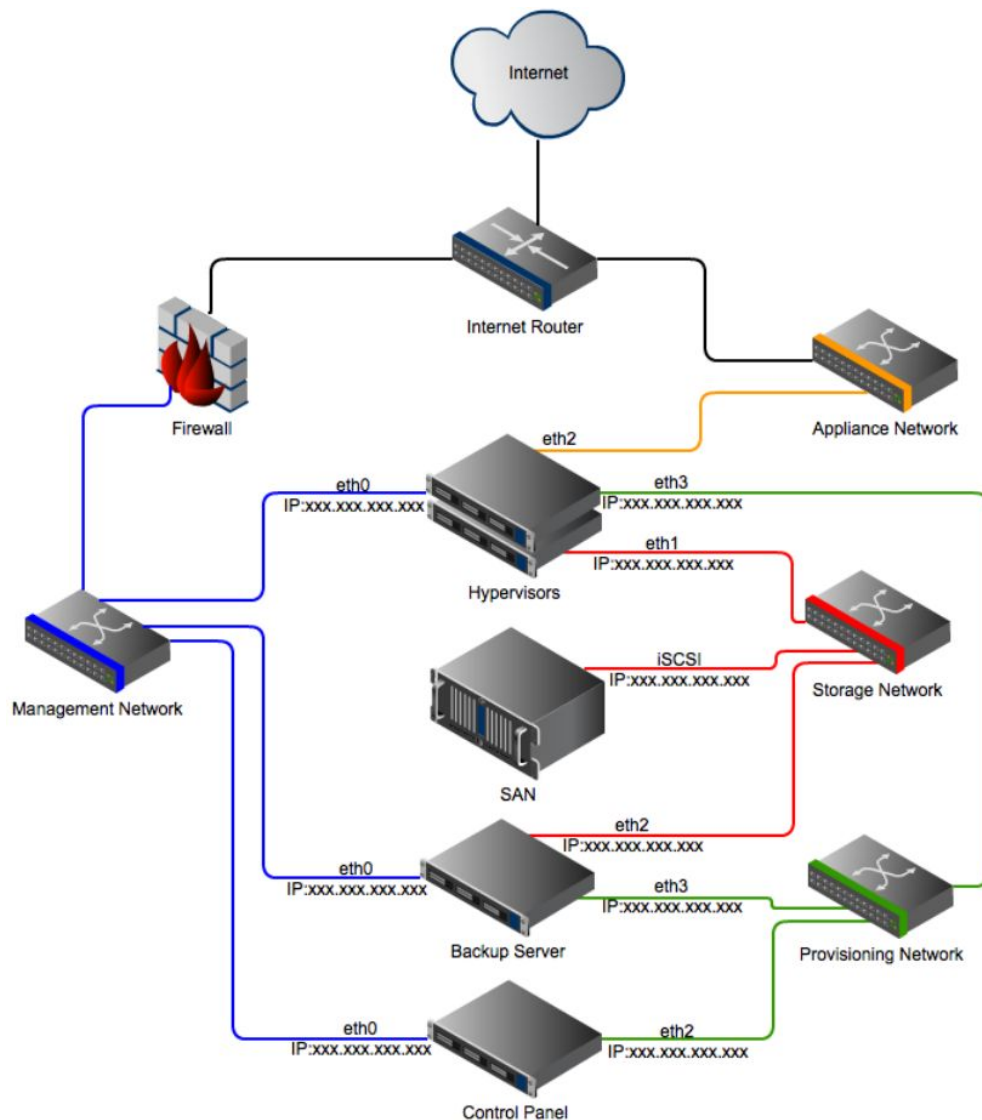 Internet
Internet Router
Firewall
Appliance Network
eth2
eth0
IP:xxx.xxx.xxx.xxx
eth3
IP:xxx.xxx.xxx.xxx
eth1
IP:xxx.xxx.xxx.xxx
Hypervisors
Management Network
iSCSI
IP:xxx.xxx.xxx.xxx
Storage Network
SAN
eth2
IP:xxx.xxx.xxx.xxx
eth0
IP:xxx.xxx.xxx.xxx
eth3
IP:xxx.xxx.xxx.xxx
Backup Server
Provisioning Network
eth0
IP:xxx.xxx.xxx.xxx
eth2
IP:xxx.xxx.xxx.xxx
Control Panel